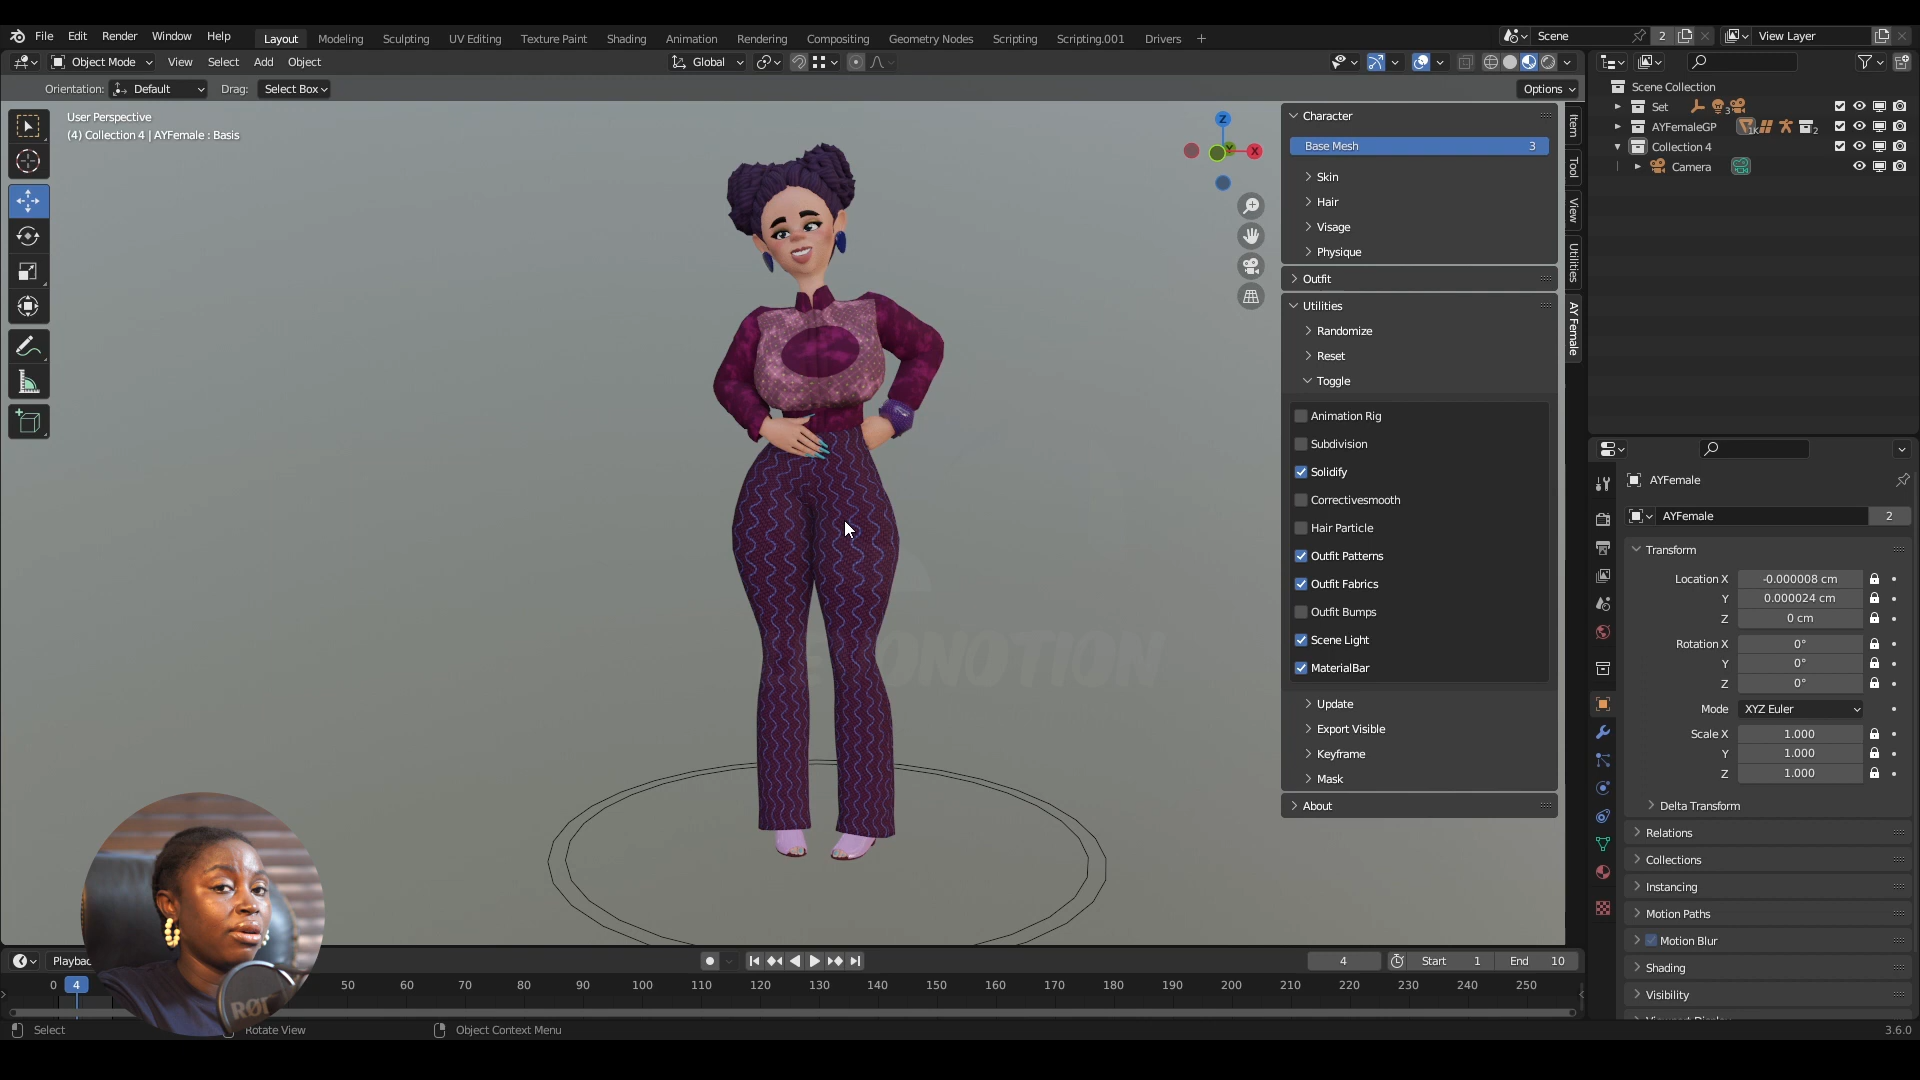 File Edit Render Window Help
Layout Modeling Sculpting UV Editing Texture Paint Shading Animation Rendering Compositing Geometry Nodes Scripting Scripting.001 Drivers +
Scene 2
View Layer
Object Mode View Select Add Object
Global
Orientation: Default Drag: Select Box
Options
User Perspective
(4) Collection 4 | AYFemale : Basis
Z
Y
X
Character
Base Mesh 3
Skin
Hair
Visage
Physique
Outfit
Utilities
Randomize
Reset
Toggle
Animation Rig
Subdivision
Solidify
Correctivesmooth
Hair Particle
Outfit Patterns
Outfit Fabrics
Outfit Bumps
Scene Light
MaterialBar
Update
Export Visible
Keyframe
Mask
About
Item
Tool
View
Utilities
AY Female
Scene Collection
Set 3
AYFemaleGP 1K 2
Collection 4
Camera
AYFemale
AYFemale 2
Transform
Location X -0.000008 cm
Y 0.000024 cm
Z 0 cm
Rotation X 0°
Y 0°
Z 0°
Mode XYZ Euler
Scale X 1.000
Y 1.000
Z 1.000
Delta Transform
Relations
Collections
Instancing
Motion Paths
Motion Blur
Shading
Visibility
4 Start 1 End 10
0 4 50 60 70 80 90 100 110 120 130 140 150 160 170 180 190 200 210 220 230 240 250
RØD
Select Rotate View Object Context Menu
3.6.0